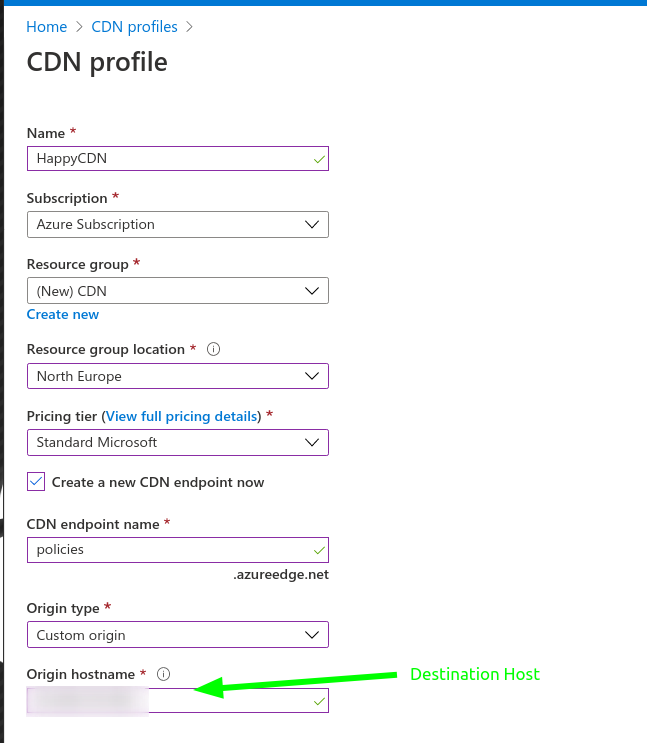 Home > CDN profiles >
CDN profile
Name *
HappyCDN
Subscription *
Azure Subscription
Resource group *
(New) CDN
Create new
Resource group location *
North Europe
Pricing tier (View full pricing details) *
Standard Microsoft
Create a new CDN endpoint now
CDN endpoint name *
policies
.azureedge.net
Origin type *
Custom origin
Origin hostname *
Destination Host